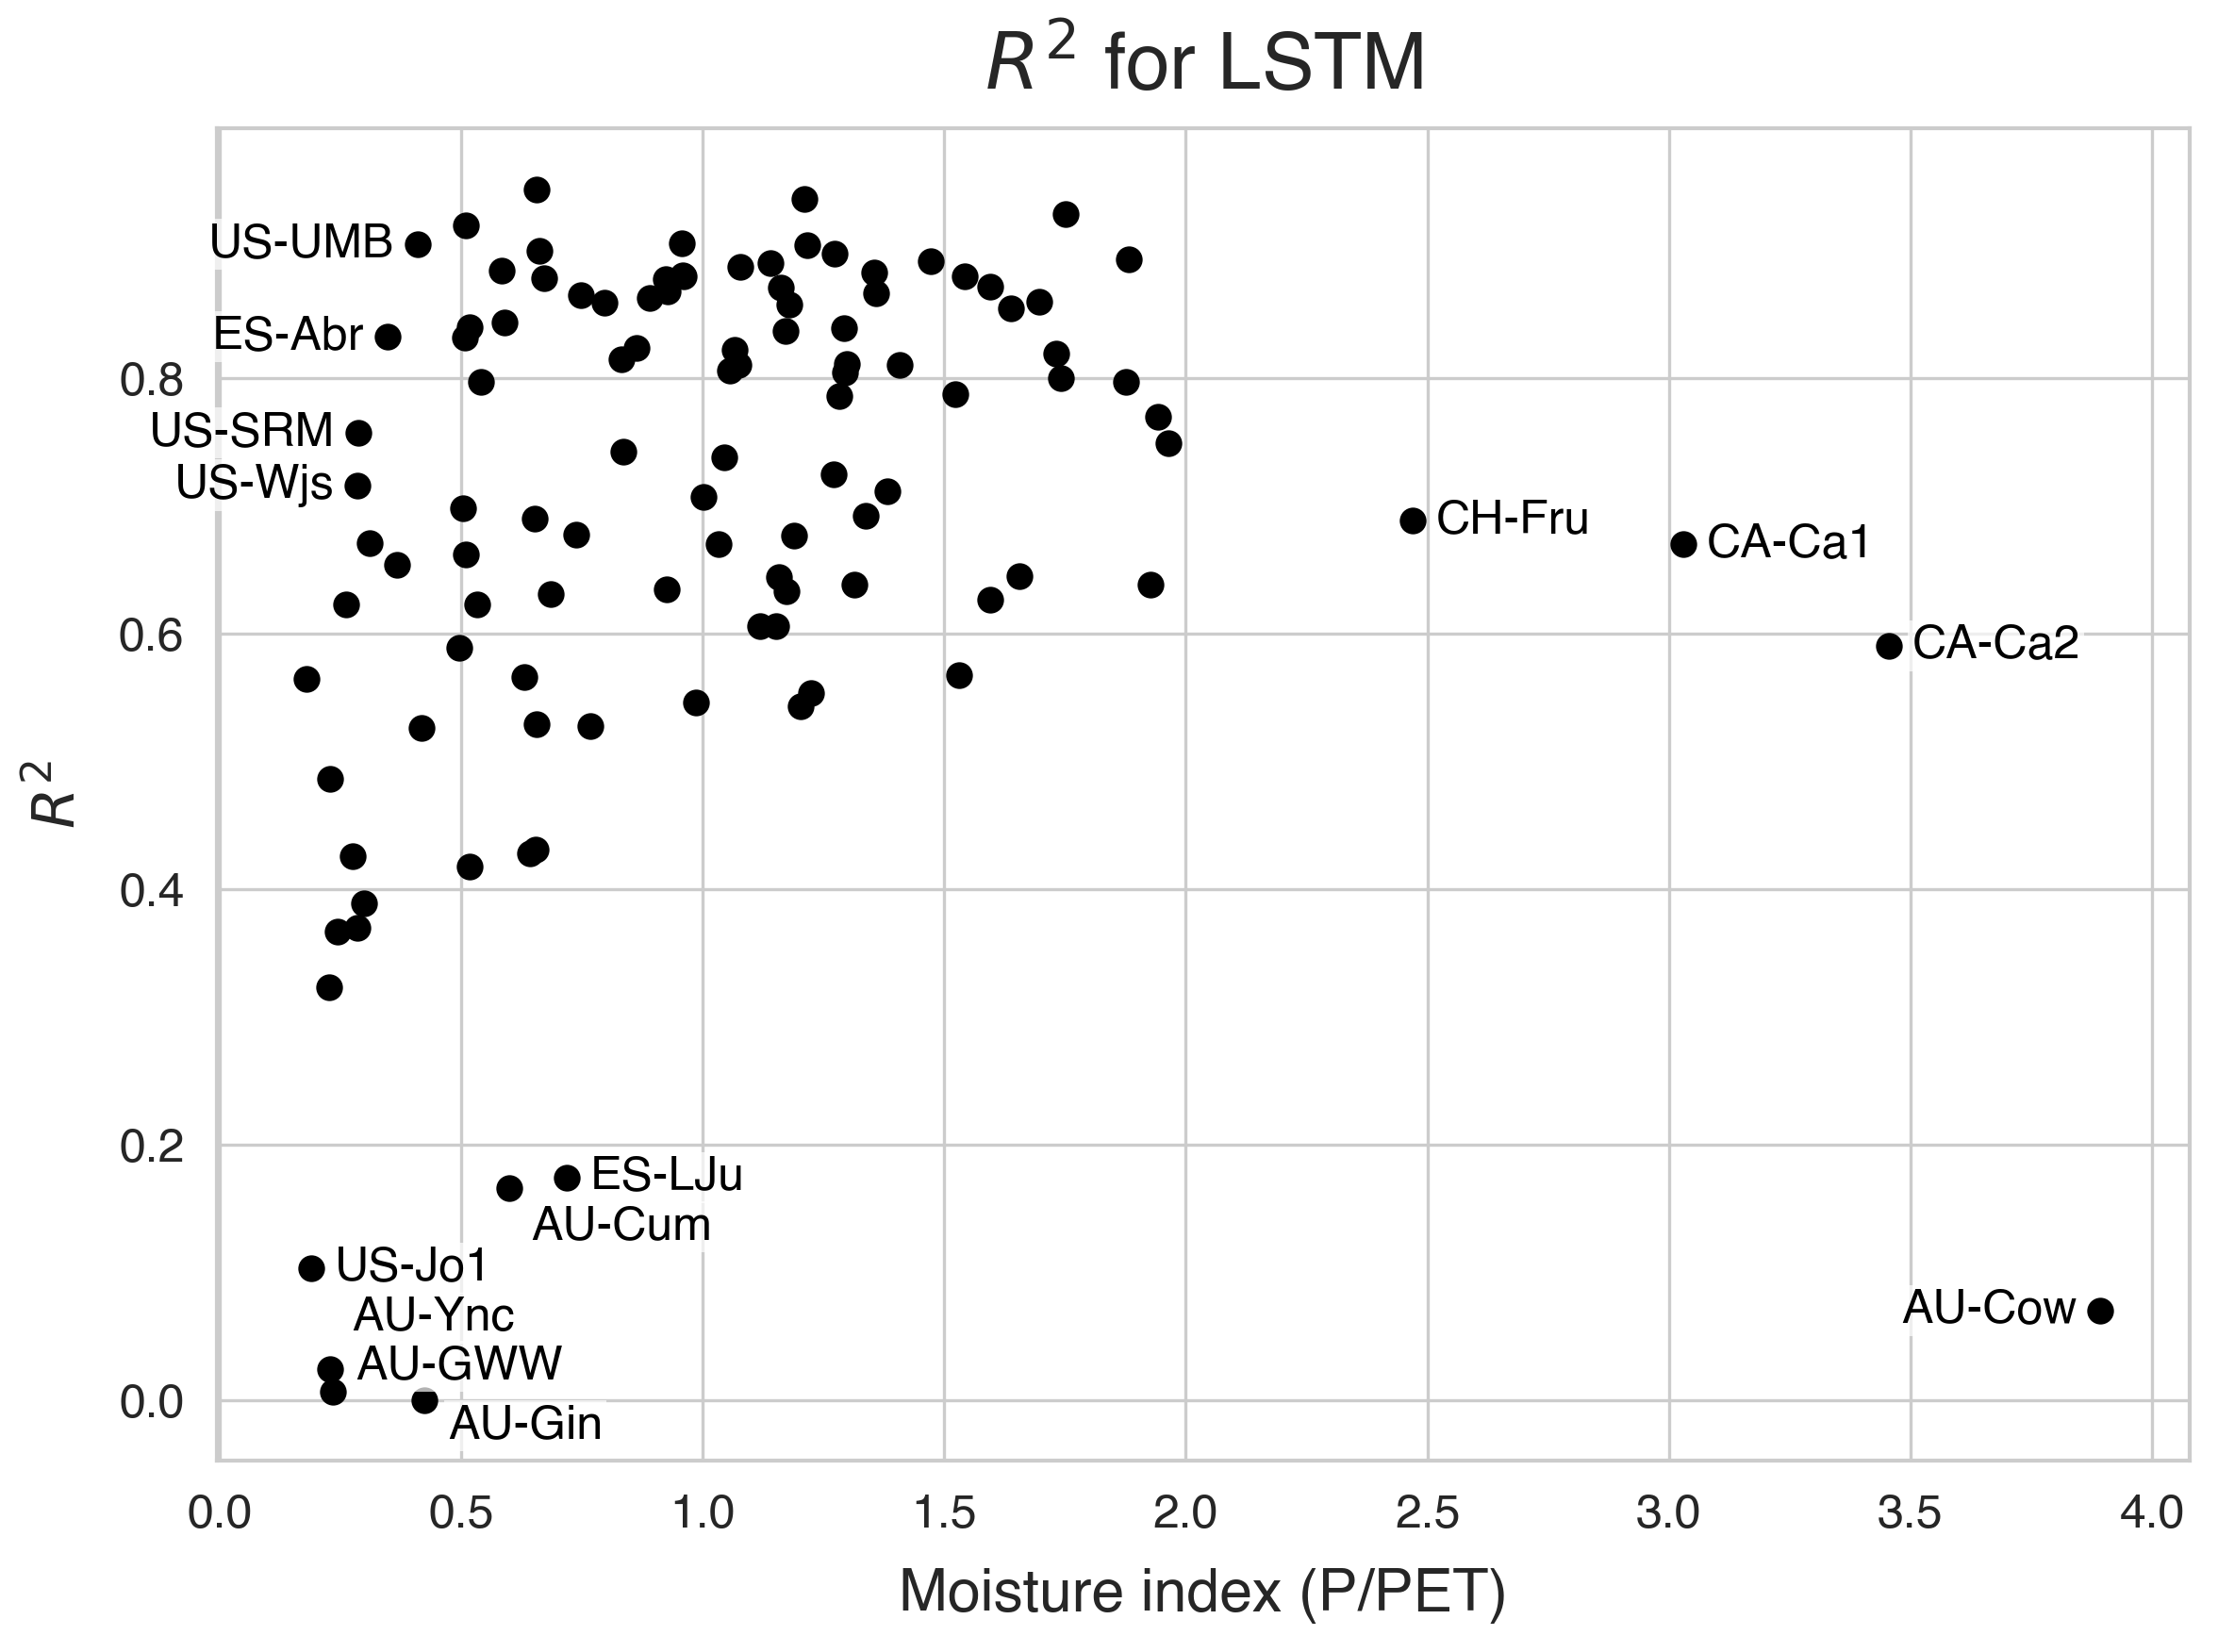 R² for LSTM
US-UMB
ES-Abr
0.8
US-SRM
US-Wjs
CH-Fru
CA-Ca1
0.6
CA-Ca2
R²
0.4
0.2
ES-LJu
AU-Cum
US-Jo1
AU-Ync
AU-Cow
AU-GWW
0.0
AU-Gin
0.0 0.5 1.0 1.5 2.0 2.5 3.0 3.5 4.0
Moisture index (P/PET)